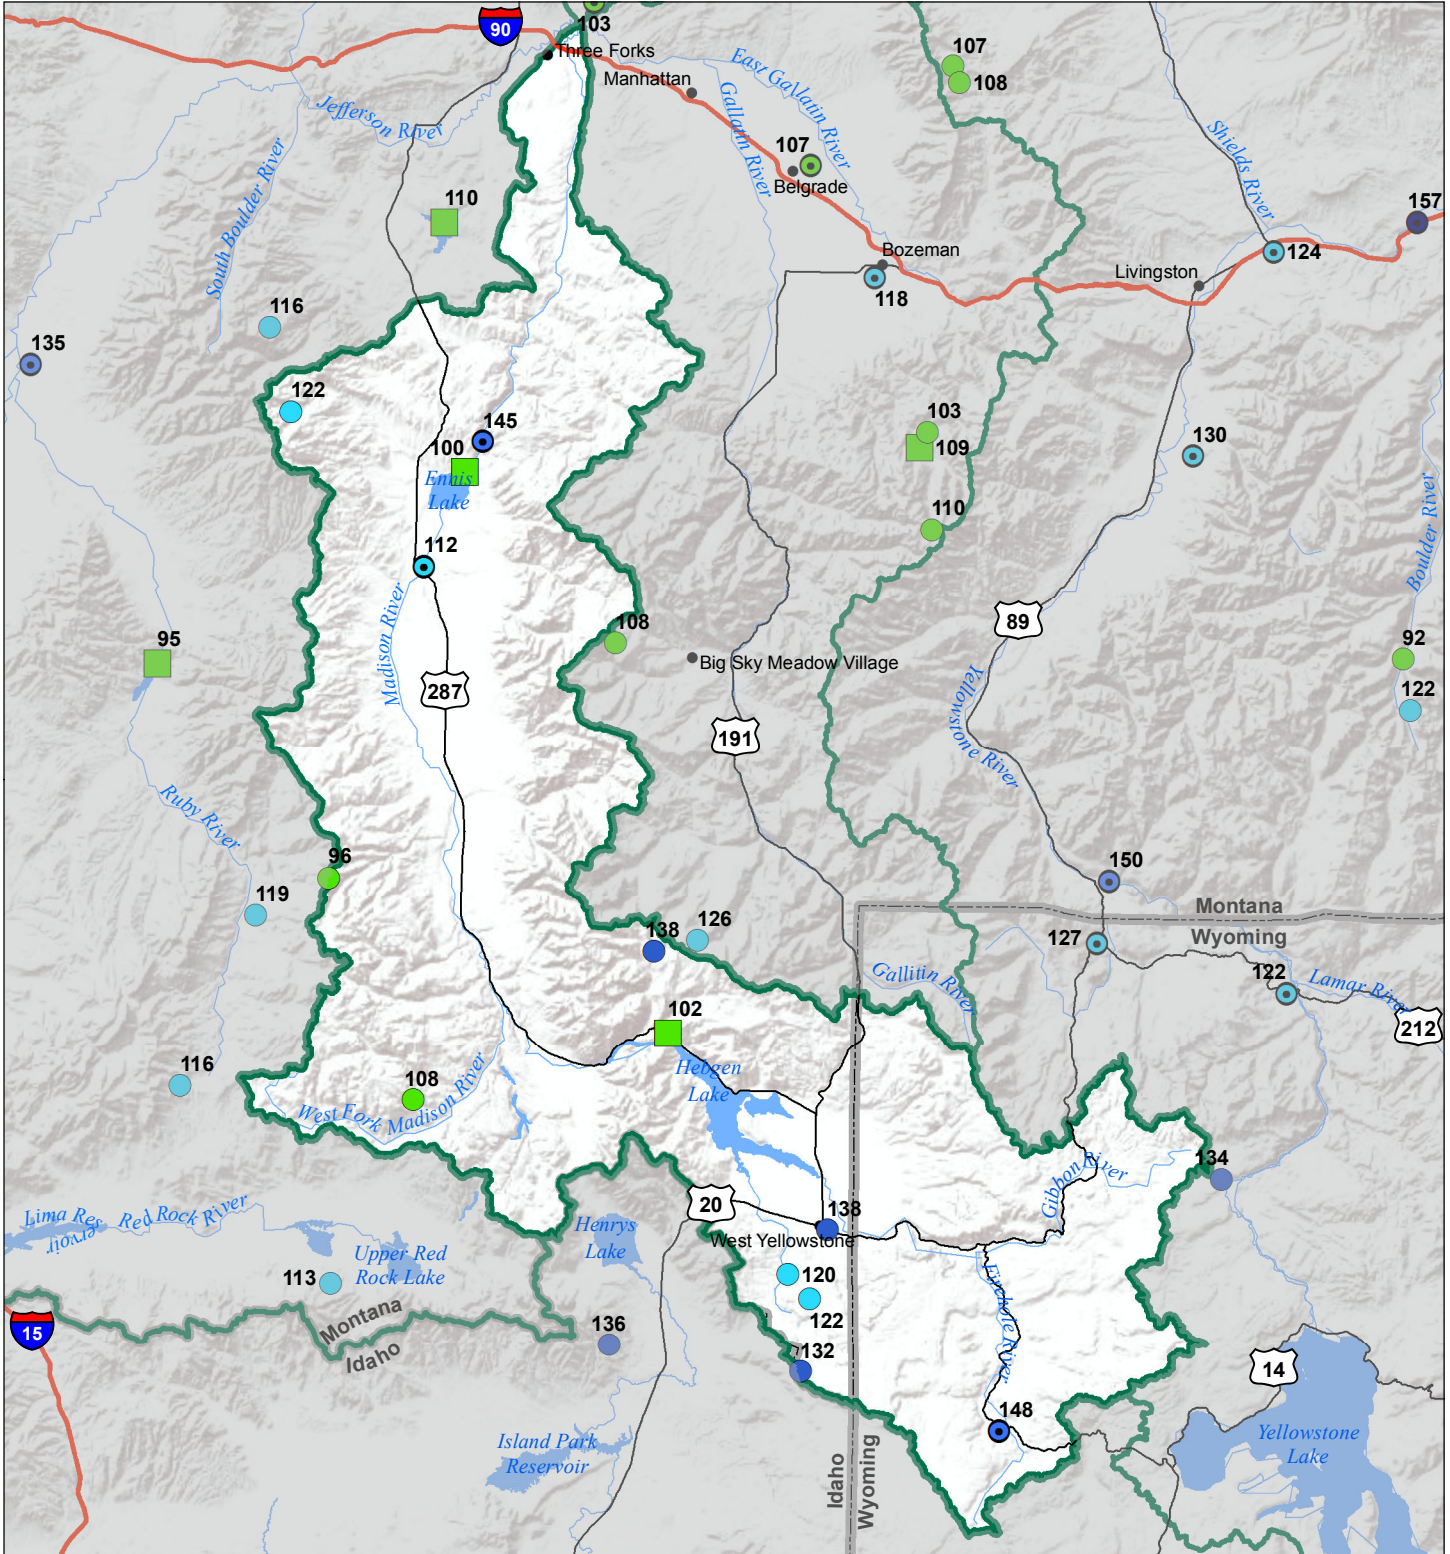 90
103
Three Forks
Manhattan
East Gallatin River
Gallatin River
107
108
Jefferson River
107
Belgrade
Shields River
South Boulder River
110
157
Bozeman
118
124
Livingston
116
135
122
145
100
Ennis
Lake
103
109
130
110
Boulder River
112
Madison River
108
89
92
95
Big Sky Meadow Village
287
122
191
Yellowstone River
Ruby River
96
119
150
Montana
Wyoming
138
126
127
Gallitin River
122
Lamar River
212
102
Hebgen
Lake
116
108
West Fork Madison River
134
Gibbon River
20
138
West Yellowstone
Lima Reservoir
Red Rock River
Henrys
Lake
Upper Red
Rock Lake
113
120
122
Firehole River
Montana
Idaho
15
136
132
14
148
Yellowstone
Lake
Island Park
Reservoir
Idaho
Wyoming